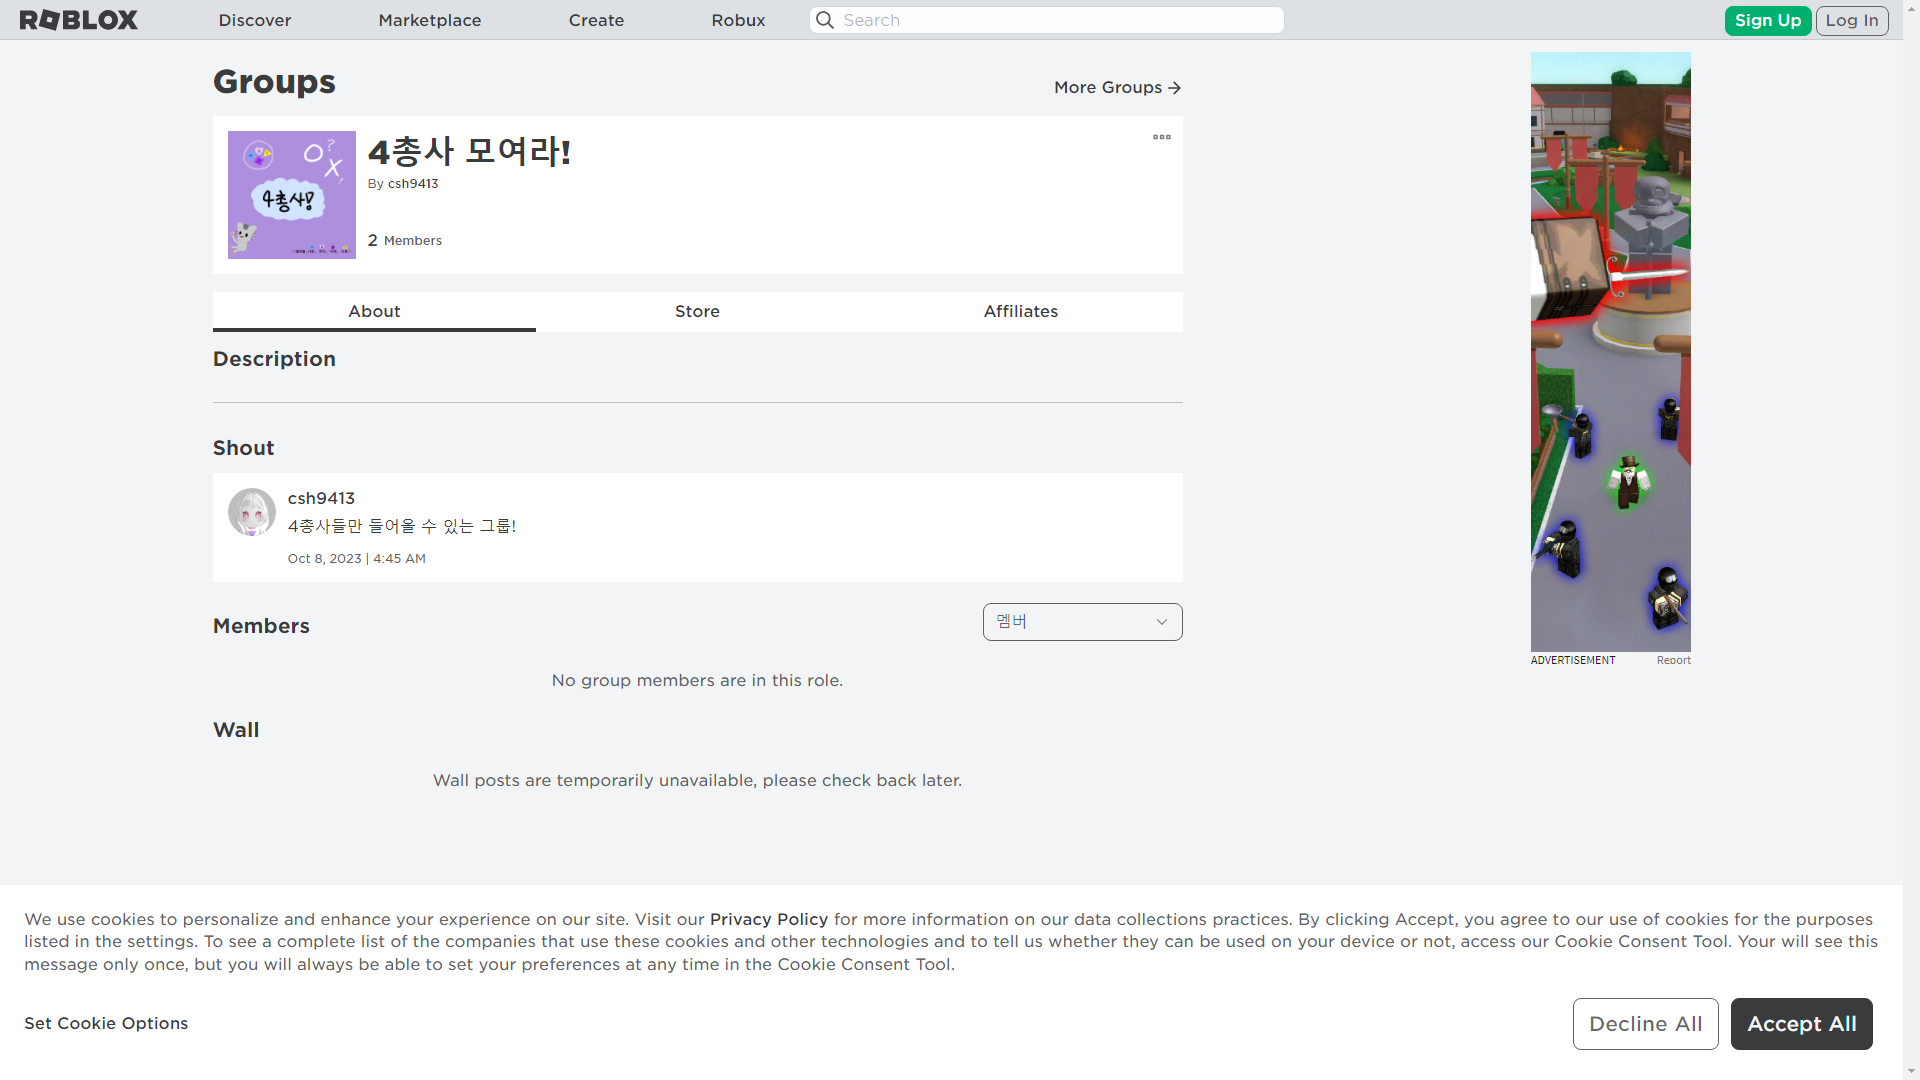 ROBLOX
Discover
Marketplace
Create
Robux
Search
Sign Up
Log In
Groups
More Groups
O?
X!
4총사!
4총사 모여라!
By csh9413
2 Members
About
Store
Affiliates
Description
Shout
csh9413
4총사들만 들어올 수 있는 그룹!
Oct 8, 2023 | 4:45 AM
Members
멤버
No group members are in this role.
Wall
Wall posts are temporarily unavailable, please check back later.
ADVERTISEMENT
Report
We use cookies to personalize and enhance your experience on our site. Visit our Privacy Policy for more information on our data collections practices. By clicking Accept, you agree to our use of cookies for the purposes
listed in the settings. To see a complete list of the companies that use these cookies and other technologies and to tell us whether they can be used on your device or not, access our Cookie Consent Tool. Your will see this
message only once, but you will always be able to set your preferences at any time in the Cookie Consent Tool.
Set Cookie Options
Decline All
Accept All